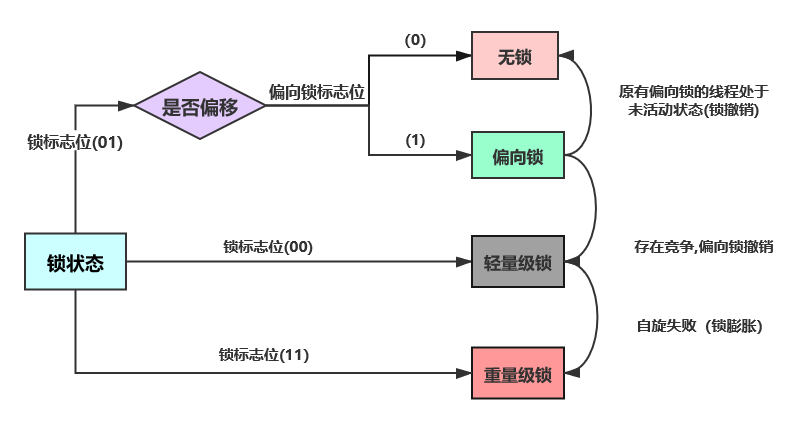 (0)
无锁
偏向锁标志位
是否偏移
原有偏向锁的线程处于
未活动状态(锁撤销)
锁标志位(01)
(1)
偏向锁
锁标志位(00)
存在竞争,偏向锁撤销
锁状态
轻量级锁
自旋失败（锁膨胀)
锁标志位(11)
重量级锁